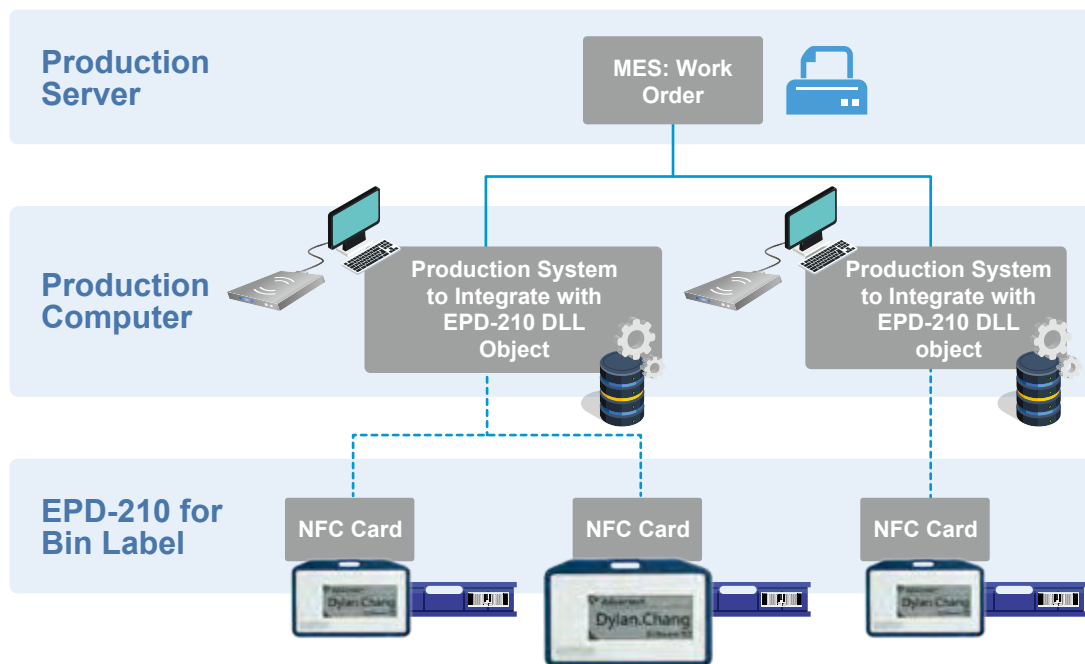 Production
Server
MES: Work
Order
Production
Computer
Production System
to Integrate with
EPD-210 DLL
Object
Production System
to Integrate with
EPD-210 DLL
object
EPD-210 for
Bin Label
NFC Card
NFC Card
NFC Card
Dylan.Chang
Advantech
Dylan.Chang
Dylan.Chang